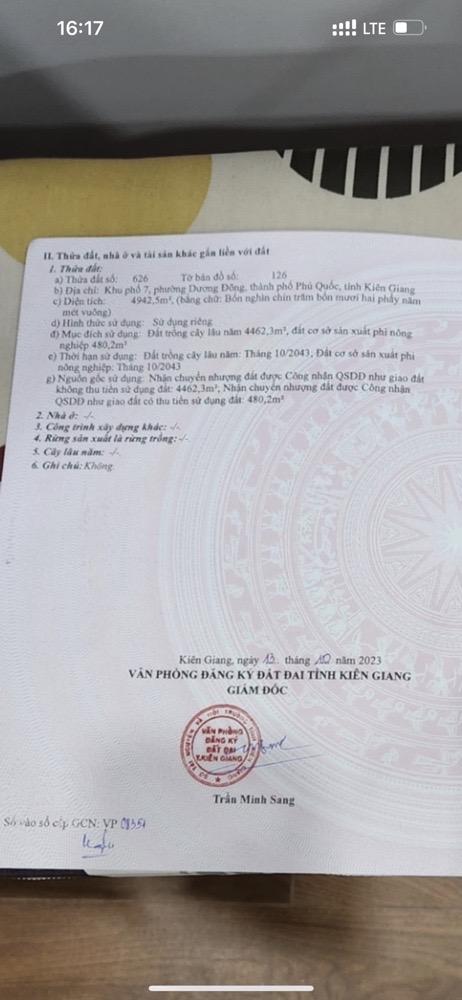 16:17
LTE
II. Thửa đất, nhà ở và tài sản khác gắn liền với đất
1. Thửa đất:
a) Thửa đất số: 626 Tờ bản đồ số: 126
b) Địa chỉ: Khu phố 7, phường Dương Đông, thành phố Phú Quốc, tỉnh Kiên Giang
c) Diện tích: 4942,5m², (bằng chữ: Bốn nghìn chín trăm bốn mươi hai phẩy năm
mét vuông)
d) Hình thức sử dụng: Sử dụng riêng
đ) Mục đích sử dụng: Đất trồng cây lâu năm 4462,3m², đất cơ sở sản xuất phi nông
nghiệp 480,2m²
e) Thời hạn sử dụng: Đất trồng cây lâu năm: Tháng 10/2043; Đất cơ sở sản xuất phi
nông nghiệp: Tháng 10/2043
g) Nguồn gốc sử dụng: Nhận chuyển nhượng đất được Công nhận QSDĐ như giao đất
không thu tiền sử dụng đất: 4462,3m², Nhận chuyển nhượng đất được Công nhận
QSDĐ như giao đất có thu tiền sử dụng đất: 480,2m²
2. Nhà ở: -/-
3. Công trình xây dựng khác: -/-
4. Rừng sản xuất là rừng trồng: -/-
5. Cây lâu năm: -/-
6. Ghi chú: Không.
Kiên Giang, ngày 13 tháng 10 năm 2023
VĂN PHÒNG ĐĂNG KÝ ĐẤT ĐAI TỈNH KIÊN GIANG
GIÁM ĐỐC
VĂN PHÒNG
ĐĂNG KÝ
ĐẤT ĐAI
T.KIÊN GIANG
Trần Minh Sang
Số vào sổ cấp GCN: VP